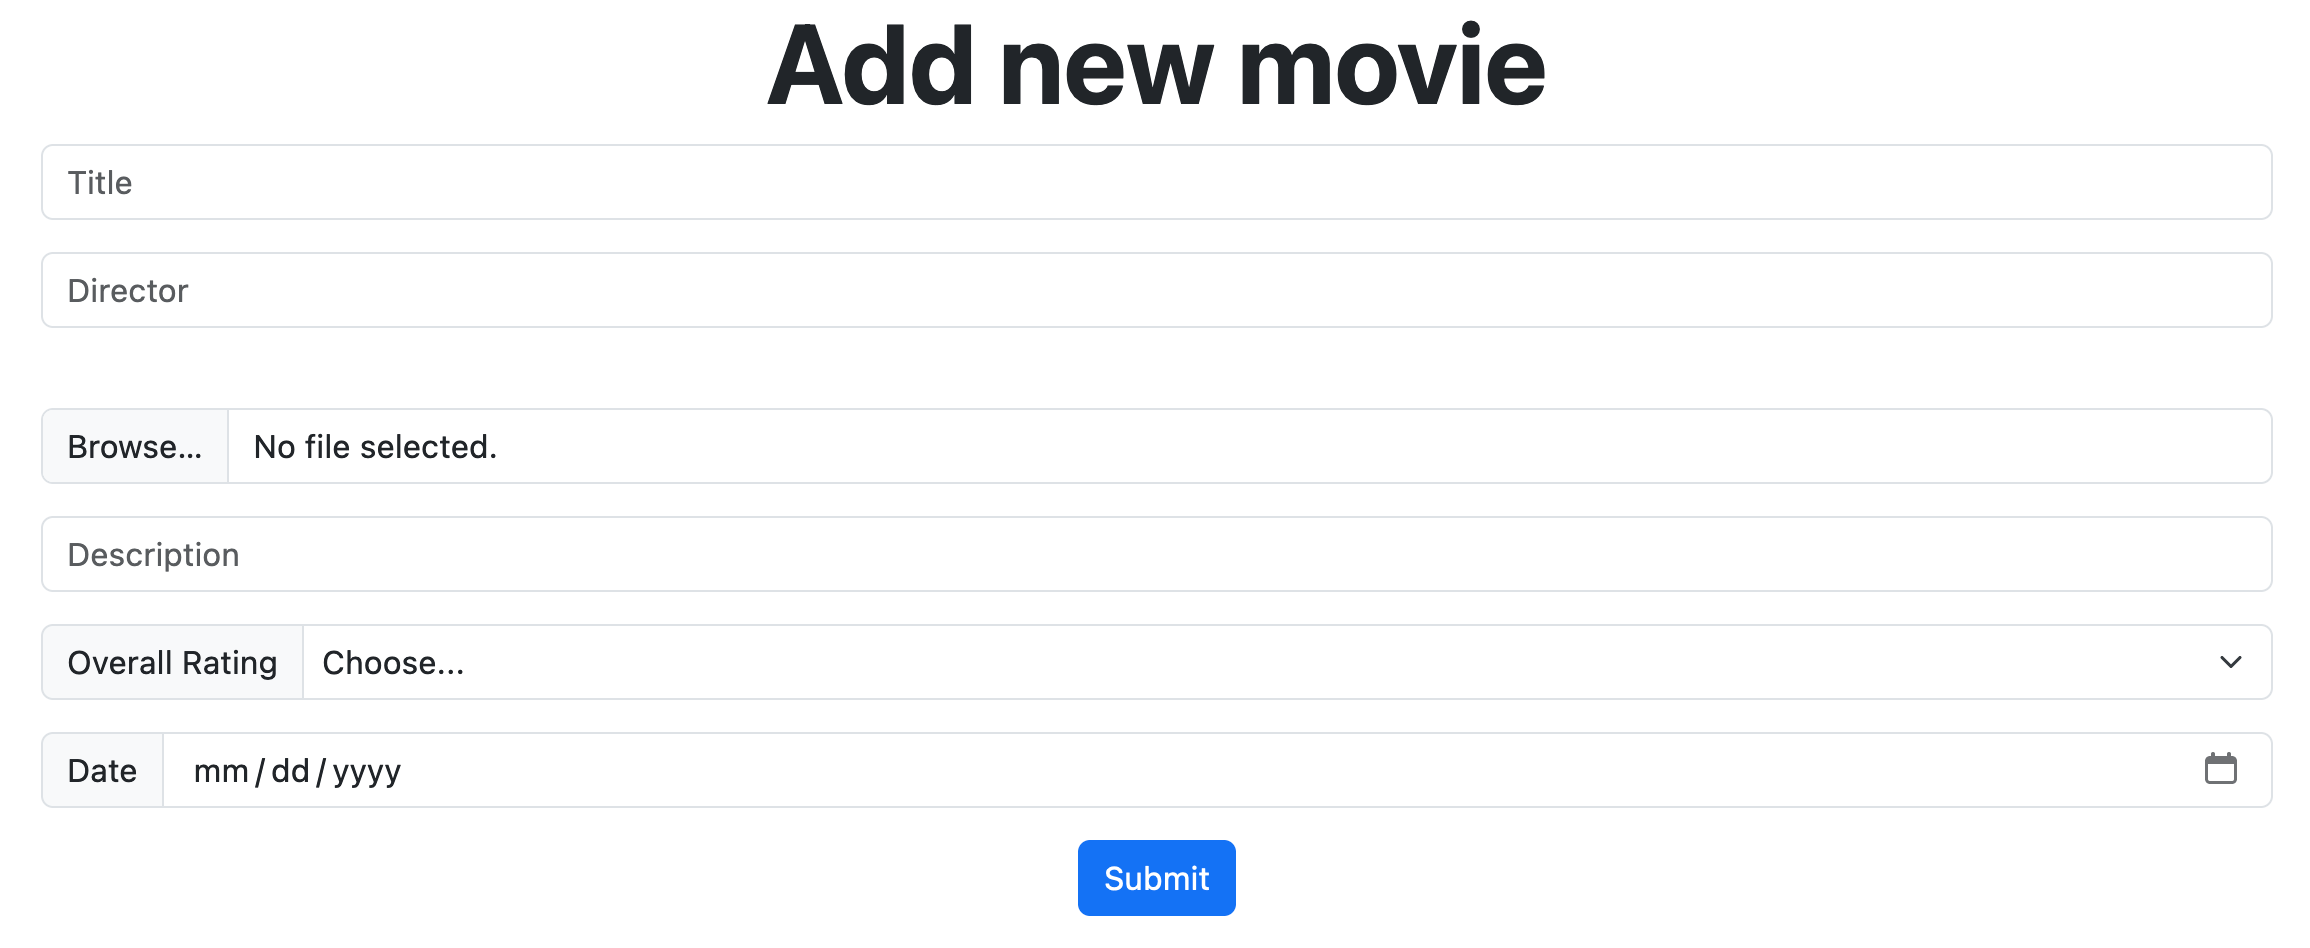 Add new movie
Title
Director
Browse... No file selected.
Description
Overall Rating Choose...
Date mm/dd/yyyy
Submit